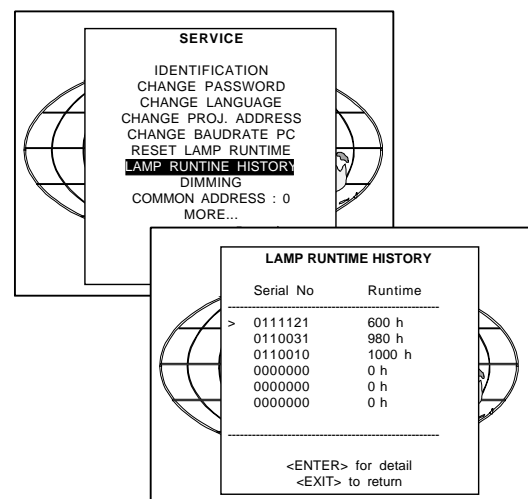 SERVICE
IDENTIFICATION
CHANGE PASSWORD
CHANGE LANGUAGE
CHANGE PROJ. ADDRESS
CHANGE BAUDRATE PC
RESET LAMP RUNTIME
LAMP RUNTINE HISTORY
DIMMING
COMMON ADDRESS : 0
MORE...
LAMP RUNTIME HISTORY
Serial No Runtime
> 0111121 600 h
0110031 980 h
0110010 1000 h
0000000 0 h
0000000 0 h
0000000 0 h
<ENTER> for detail
<EXIT> to return